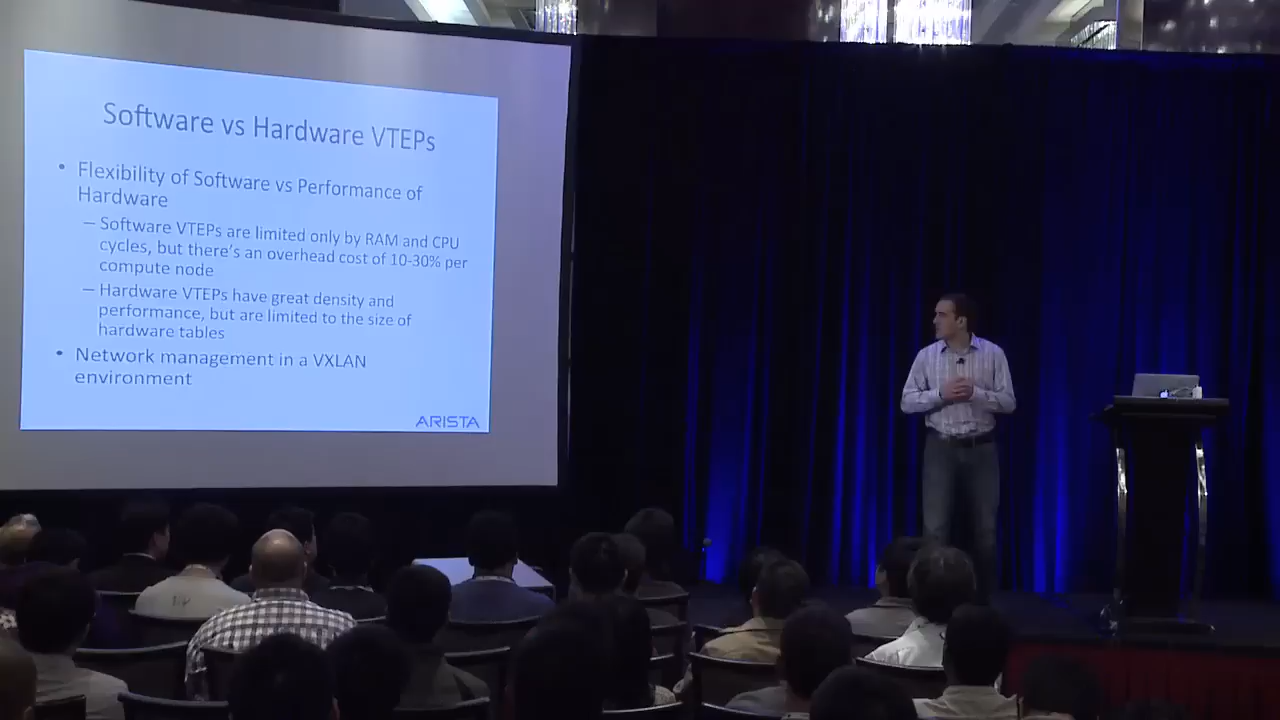 Software vs Hardware VTEPs
• Flexibility of Software vs Performance of
Hardware
– Software VTEPs are limited only by RAM and CPU
cycles, but there's an overhead cost of 10-30% per
compute node
– Hardware VTEPs have great density and
performance, but are limited to the size of
hardware tables
• Network management in a VXLAN
environment
ARISTA